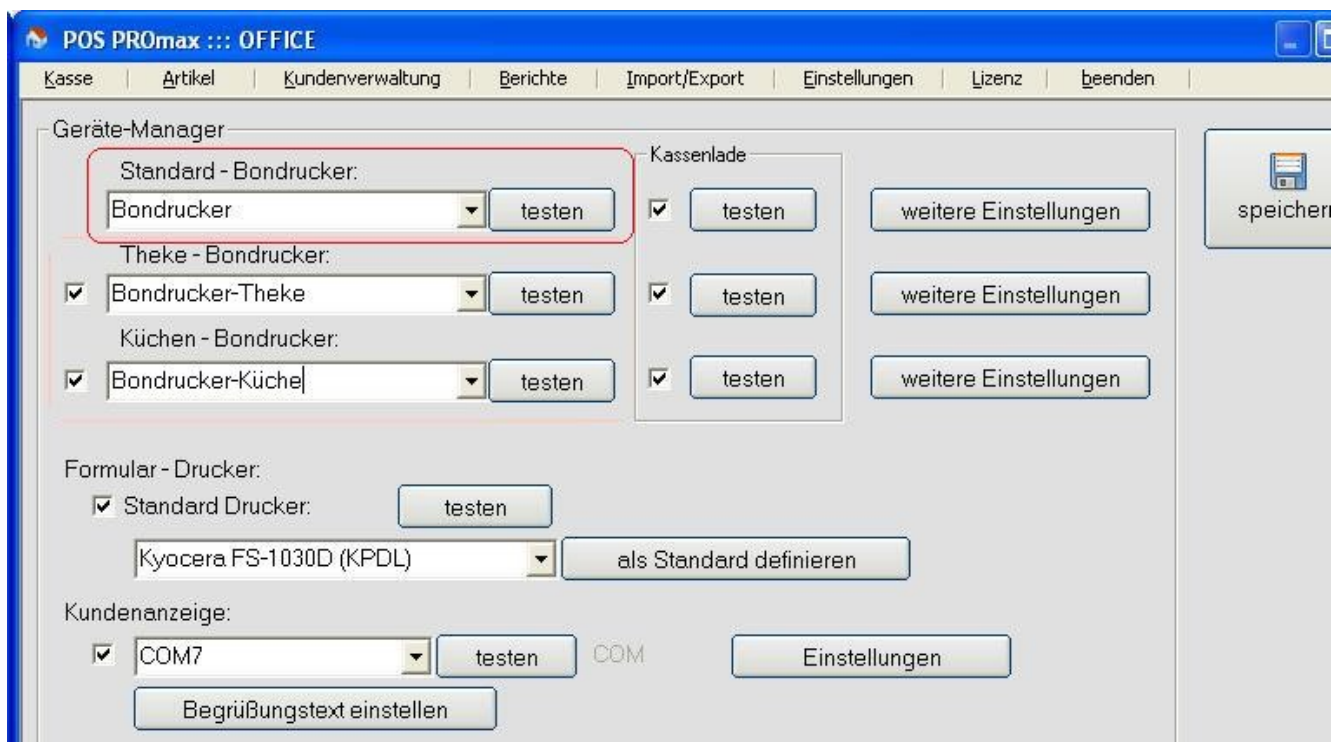 POS PROmax ::: OFFICE
Kasse | Artikel | Kundenverwaltung | Berichte | Import/Export | Einstellungen | Lizenz | beenden |
Geräte-Manager
Standard - Bondrucker: Kassenlade
Bondrucker testen testen weitere Einstellungen speichern
Theke - Bondrucker:
Bondrucker-Theke testen testen weitere Einstellungen
Küchen - Bondrucker:
Bondrucker-Küche testen testen weitere Einstellungen
Formular - Drucker:
Standard Drucker: testen
Kyocera FS-1030D (KPDL) als Standard definieren
Kundenanzeige:
COM7 testen COM Einstellungen
Begrüßungstext einstellen